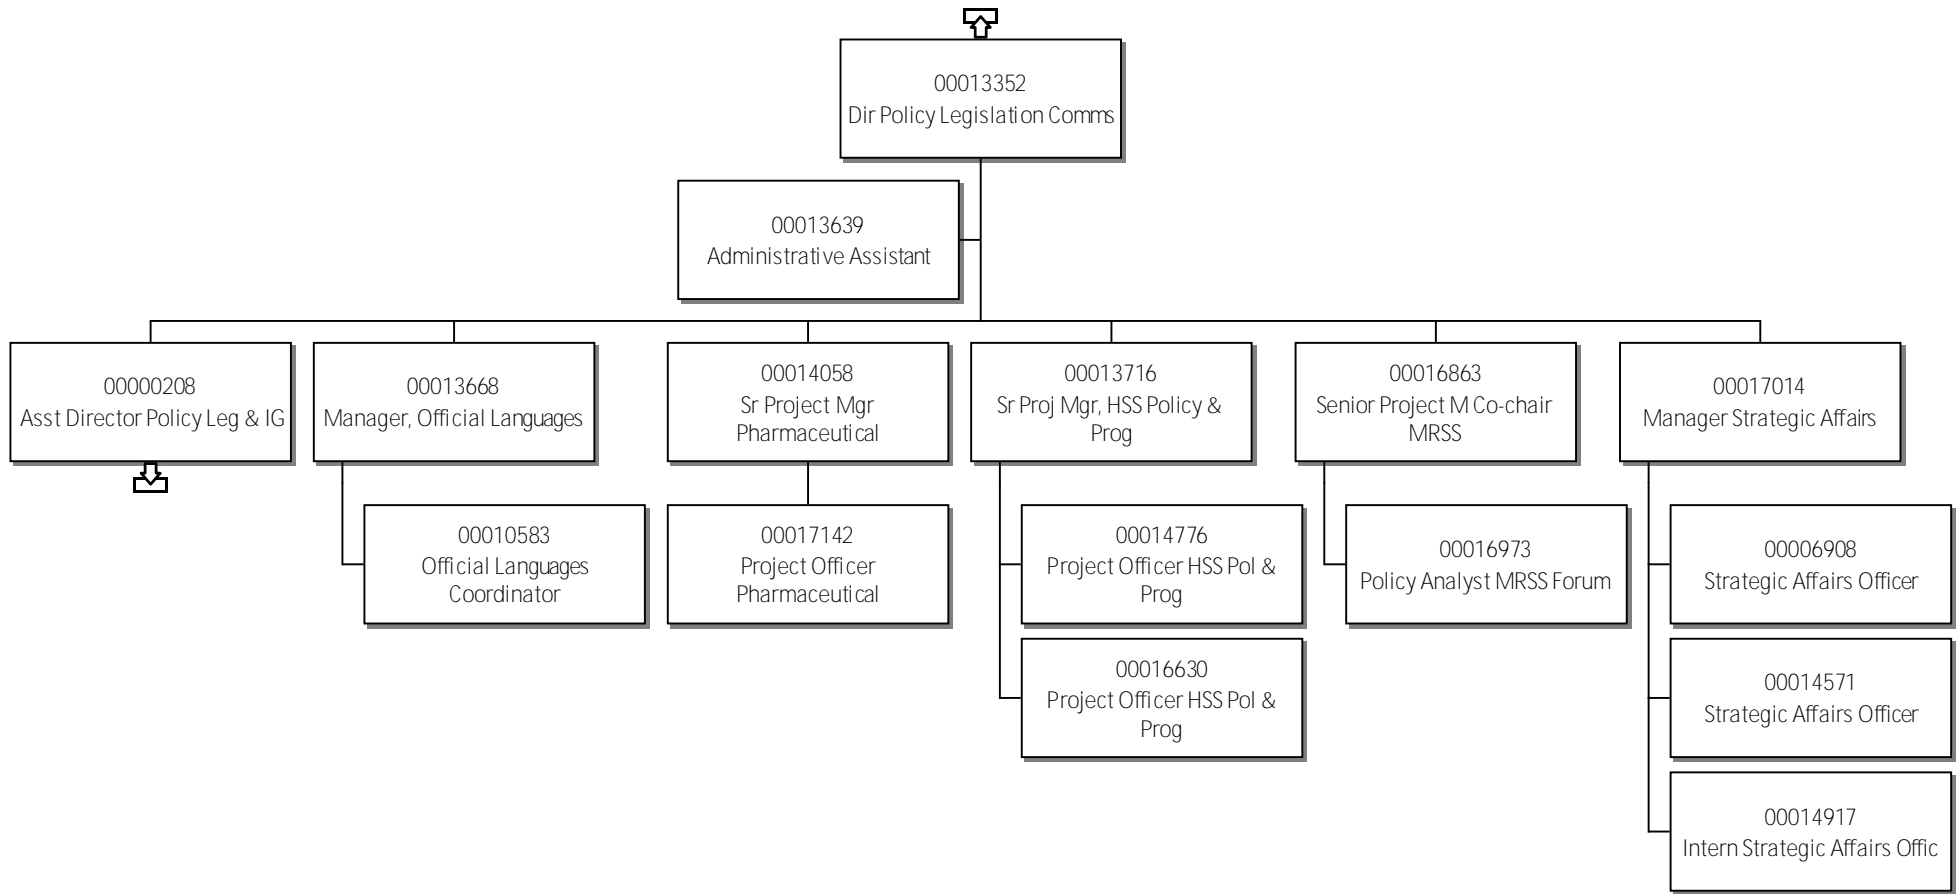 00013352
Dir Policy Legislation Comms
00013639
Administrative Assistant
00000208
Asst Director Policy Leg & IG
00013668
Manager, Official Languages
00014058
Sr Project Mgr
Pharmaceutical
00013716
Sr Proj Mgr, HSS Policy &
Prog
00016863
Senior Project M Co-chair
MRSS
00017014
Manager Strategic Affairs
00010583
Official Languages
Coordinator
00017142
Project Officer
Pharmaceutical
00014776
Project Officer HSS Pol &
Prog
00016973
Policy Analyst MRSS Forum
00006908
Strategic Affairs Officer
00016630
Project Officer HSS Pol &
Prog
00014571
Strategic Affairs Officer
00014917
Intern Strategic Affairs Offic